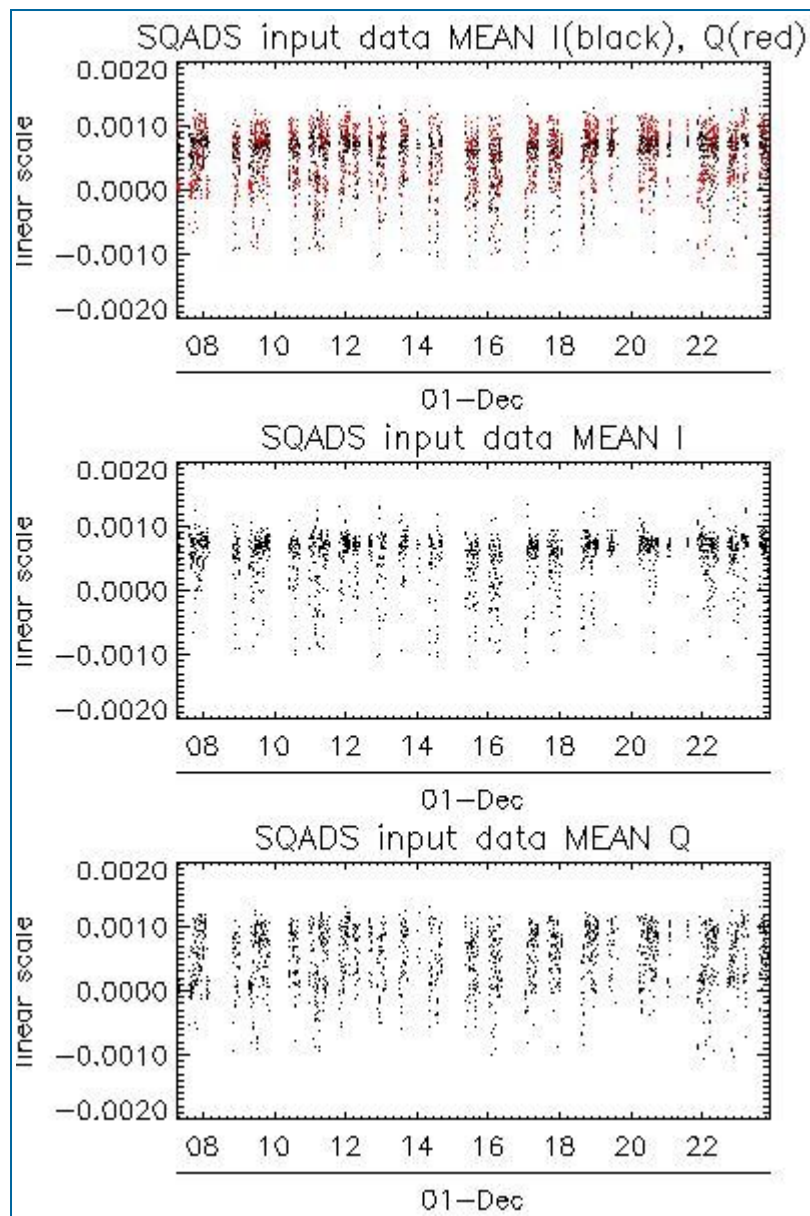 SQADS input data MEAN I(black), Q(red)
0.0020
0.0010
0.0000
−0.0010
−0.0020
linear scale
08 10 12 14 16 18 20 22
01−Dec
SQADS input data MEAN I
0.0020
0.0010
0.0000
−0.0010
−0.0020
linear scale
08 10 12 14 16 18 20 22
01−Dec
SQADS input data MEAN Q
0.0020
0.0010
0.0000
−0.0010
−0.0020
linear scale
08 10 12 14 16 18 20 22
01−Dec